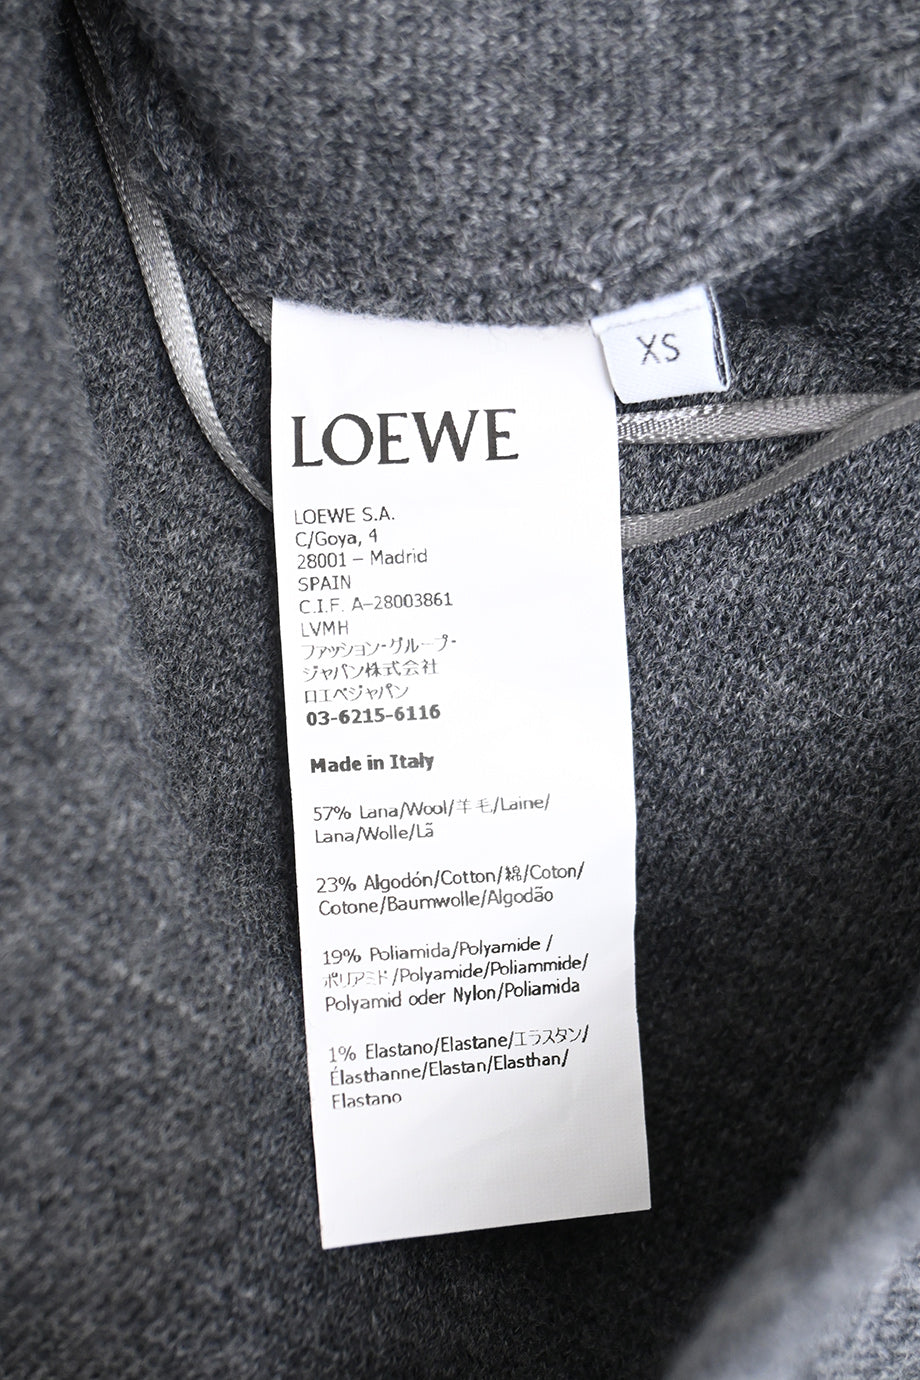 XS
LOEWE
LOEWE S.A.
C/Goya, 4
28001 – Madrid
SPAIN
C.I.F. A-28003861
LVMH
ファッション-グループ-
ジャパン株式会社
ロエベジャパン
03-6215-6116
Made in Italy
57% Lana/Wool/羊毛/Laine/
Lana/Wolle/Lã
23% Algodón/Cotton/綿/Coton/
Cotone/Baumwolle/Algodão
19% Poliamida/Polyamide /
ポリアミド/Polyamide/Poliammide/
Polyamid oder Nylon/Poliamida
1% Elastano/Elastane/エラスタン/
Élasthanne/Elastan/Elasthan/
Elastano